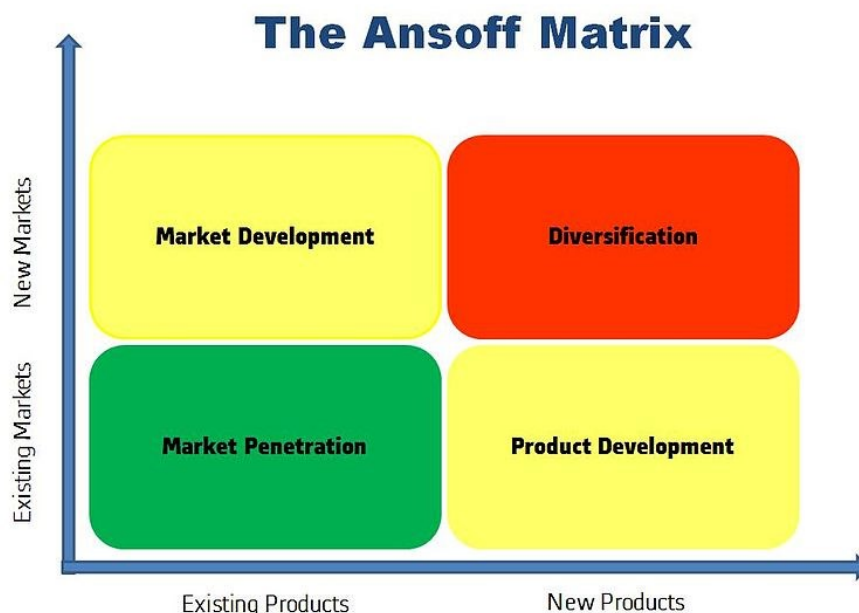 The Ansoff Matrix
New Markets
Market Development
Diversification
Existing Markets
Market Penetration
Product Development
Existing Products
New Products